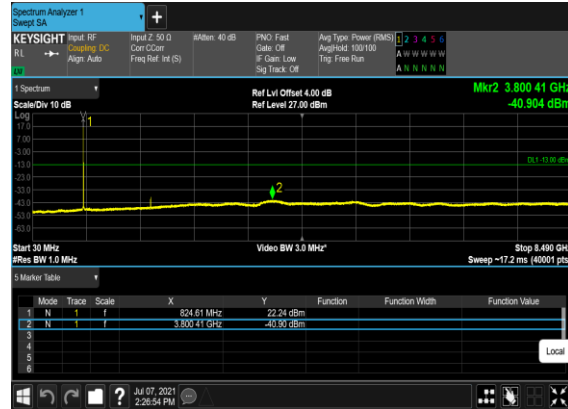 Spectrum Analyzer 1
Swept SA
+
KEYSIGHT Input: RF Input Z: 50 Ω #Atten: 40 dB PNO: Fast Avg Type: Power (RMS) 1 2 3 4 5 6
RL Coupling: DC Corr CCorr Gate: Off Avg|Hold: 100/100 A W W W W W
Align: Auto Freq Ref: Int (S) IF Gain: Low Trig: Free Run
Sig Track: Off A N N N N N
1 Spectrum Ref Lvl Offset 4.00 dB Mkr2 3.800 41 GHz
Scale/Div 10 dB Ref Level 27.00 dBm -40.904 dBm
Log
17.0
7.00
-3.00
-13.0
-23.0
-33.0
-43.0
-53.0
-63.0
1
DL1 -13.00 dBm
2
Start 30 MHz Video BW 3.0 MHz* Stop 8.490 GHz
#Res BW 1.0 MHz Sweep ~17.2 ms (40001 pts)
5 Marker Table
Mode Trace Scale X Y Function Function Width Function Value
1 N 1 f 824.61 MHz 22.24 dBm
2 N 1 f 3.800 41 GHz -40.90 dBm
3
4
5
6
Local
? Jul 07, 2021
2:26:54 PM